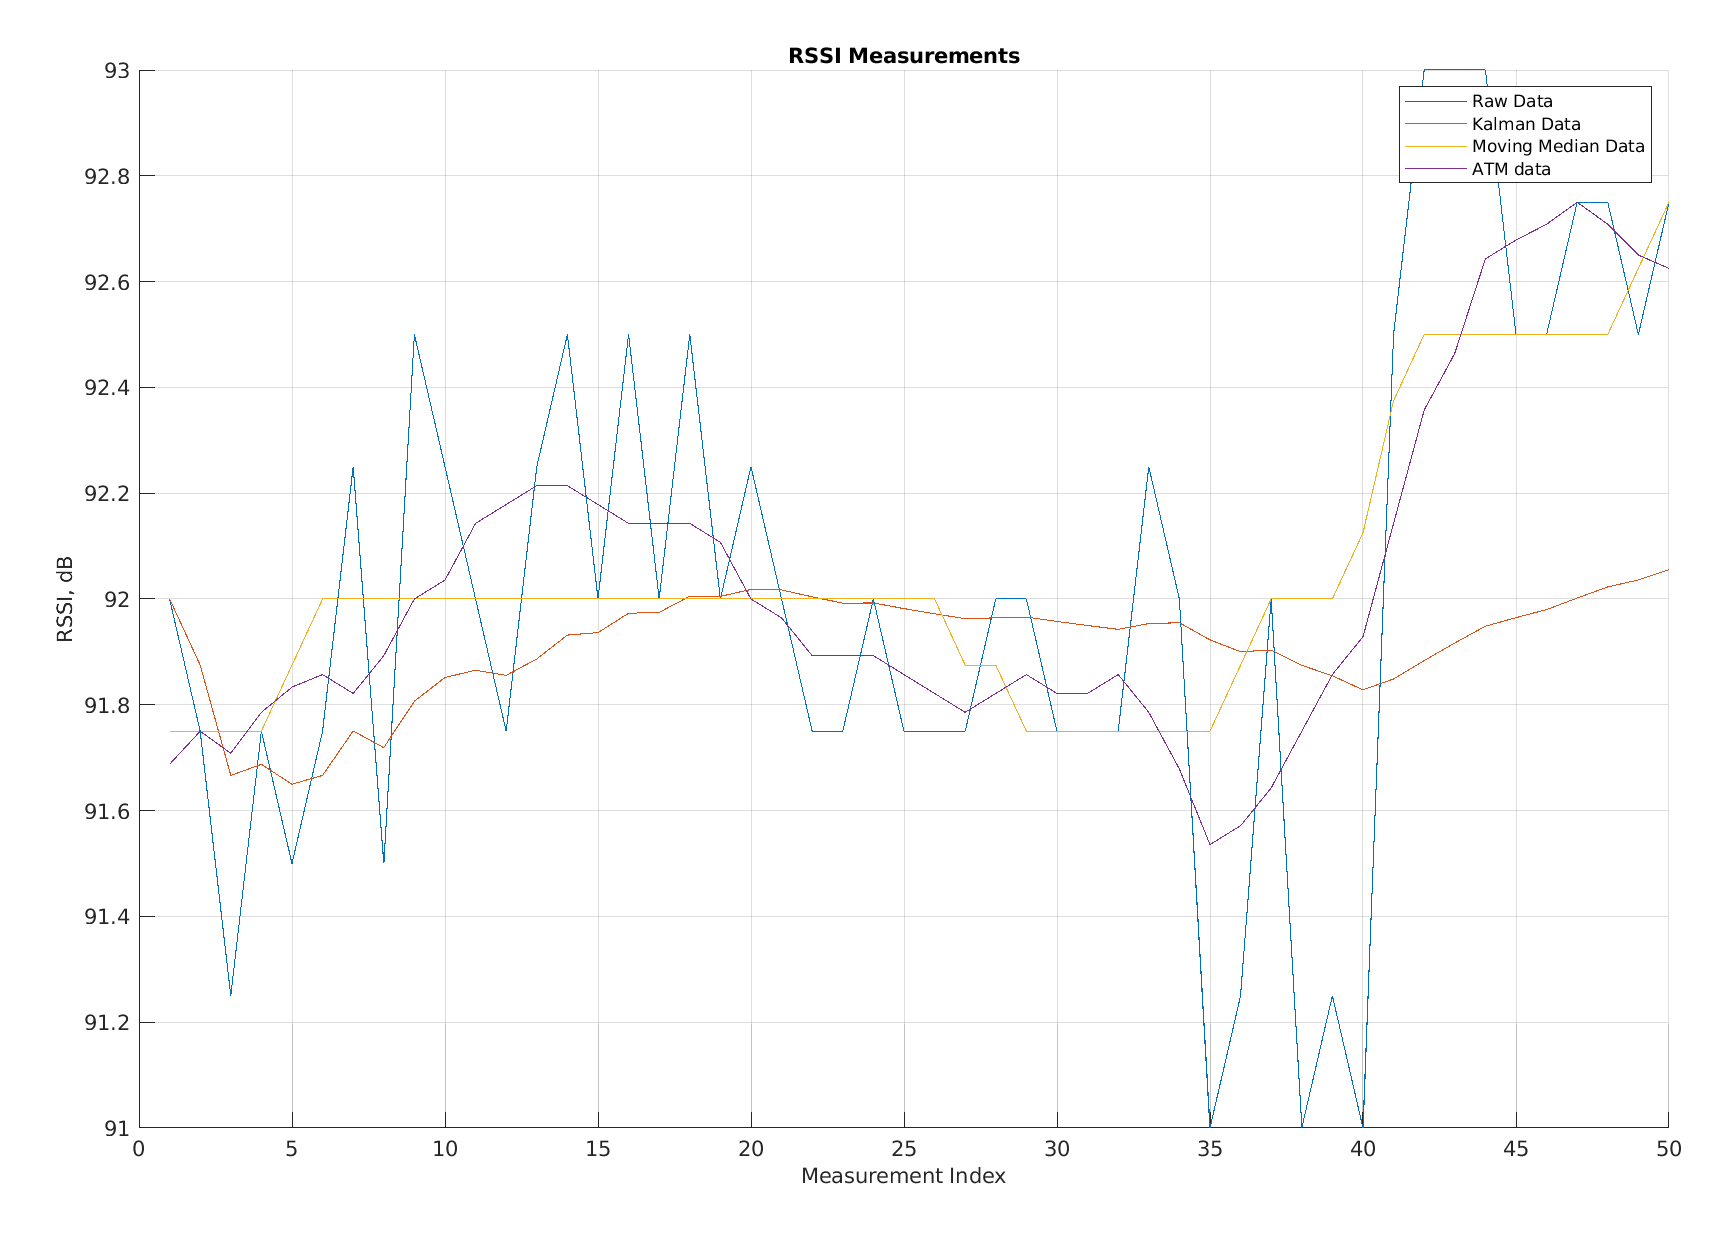 RSSI Measurements
93
92.8
92.6
92.4
92.2
92
91.8
91.6
91.4
91.2
91
RSSI, dB
Raw Data
Kalman Data
Moving Median Data
ATM data
0 5 10 15 20 25 30 35 40 45 50
Measurement Index